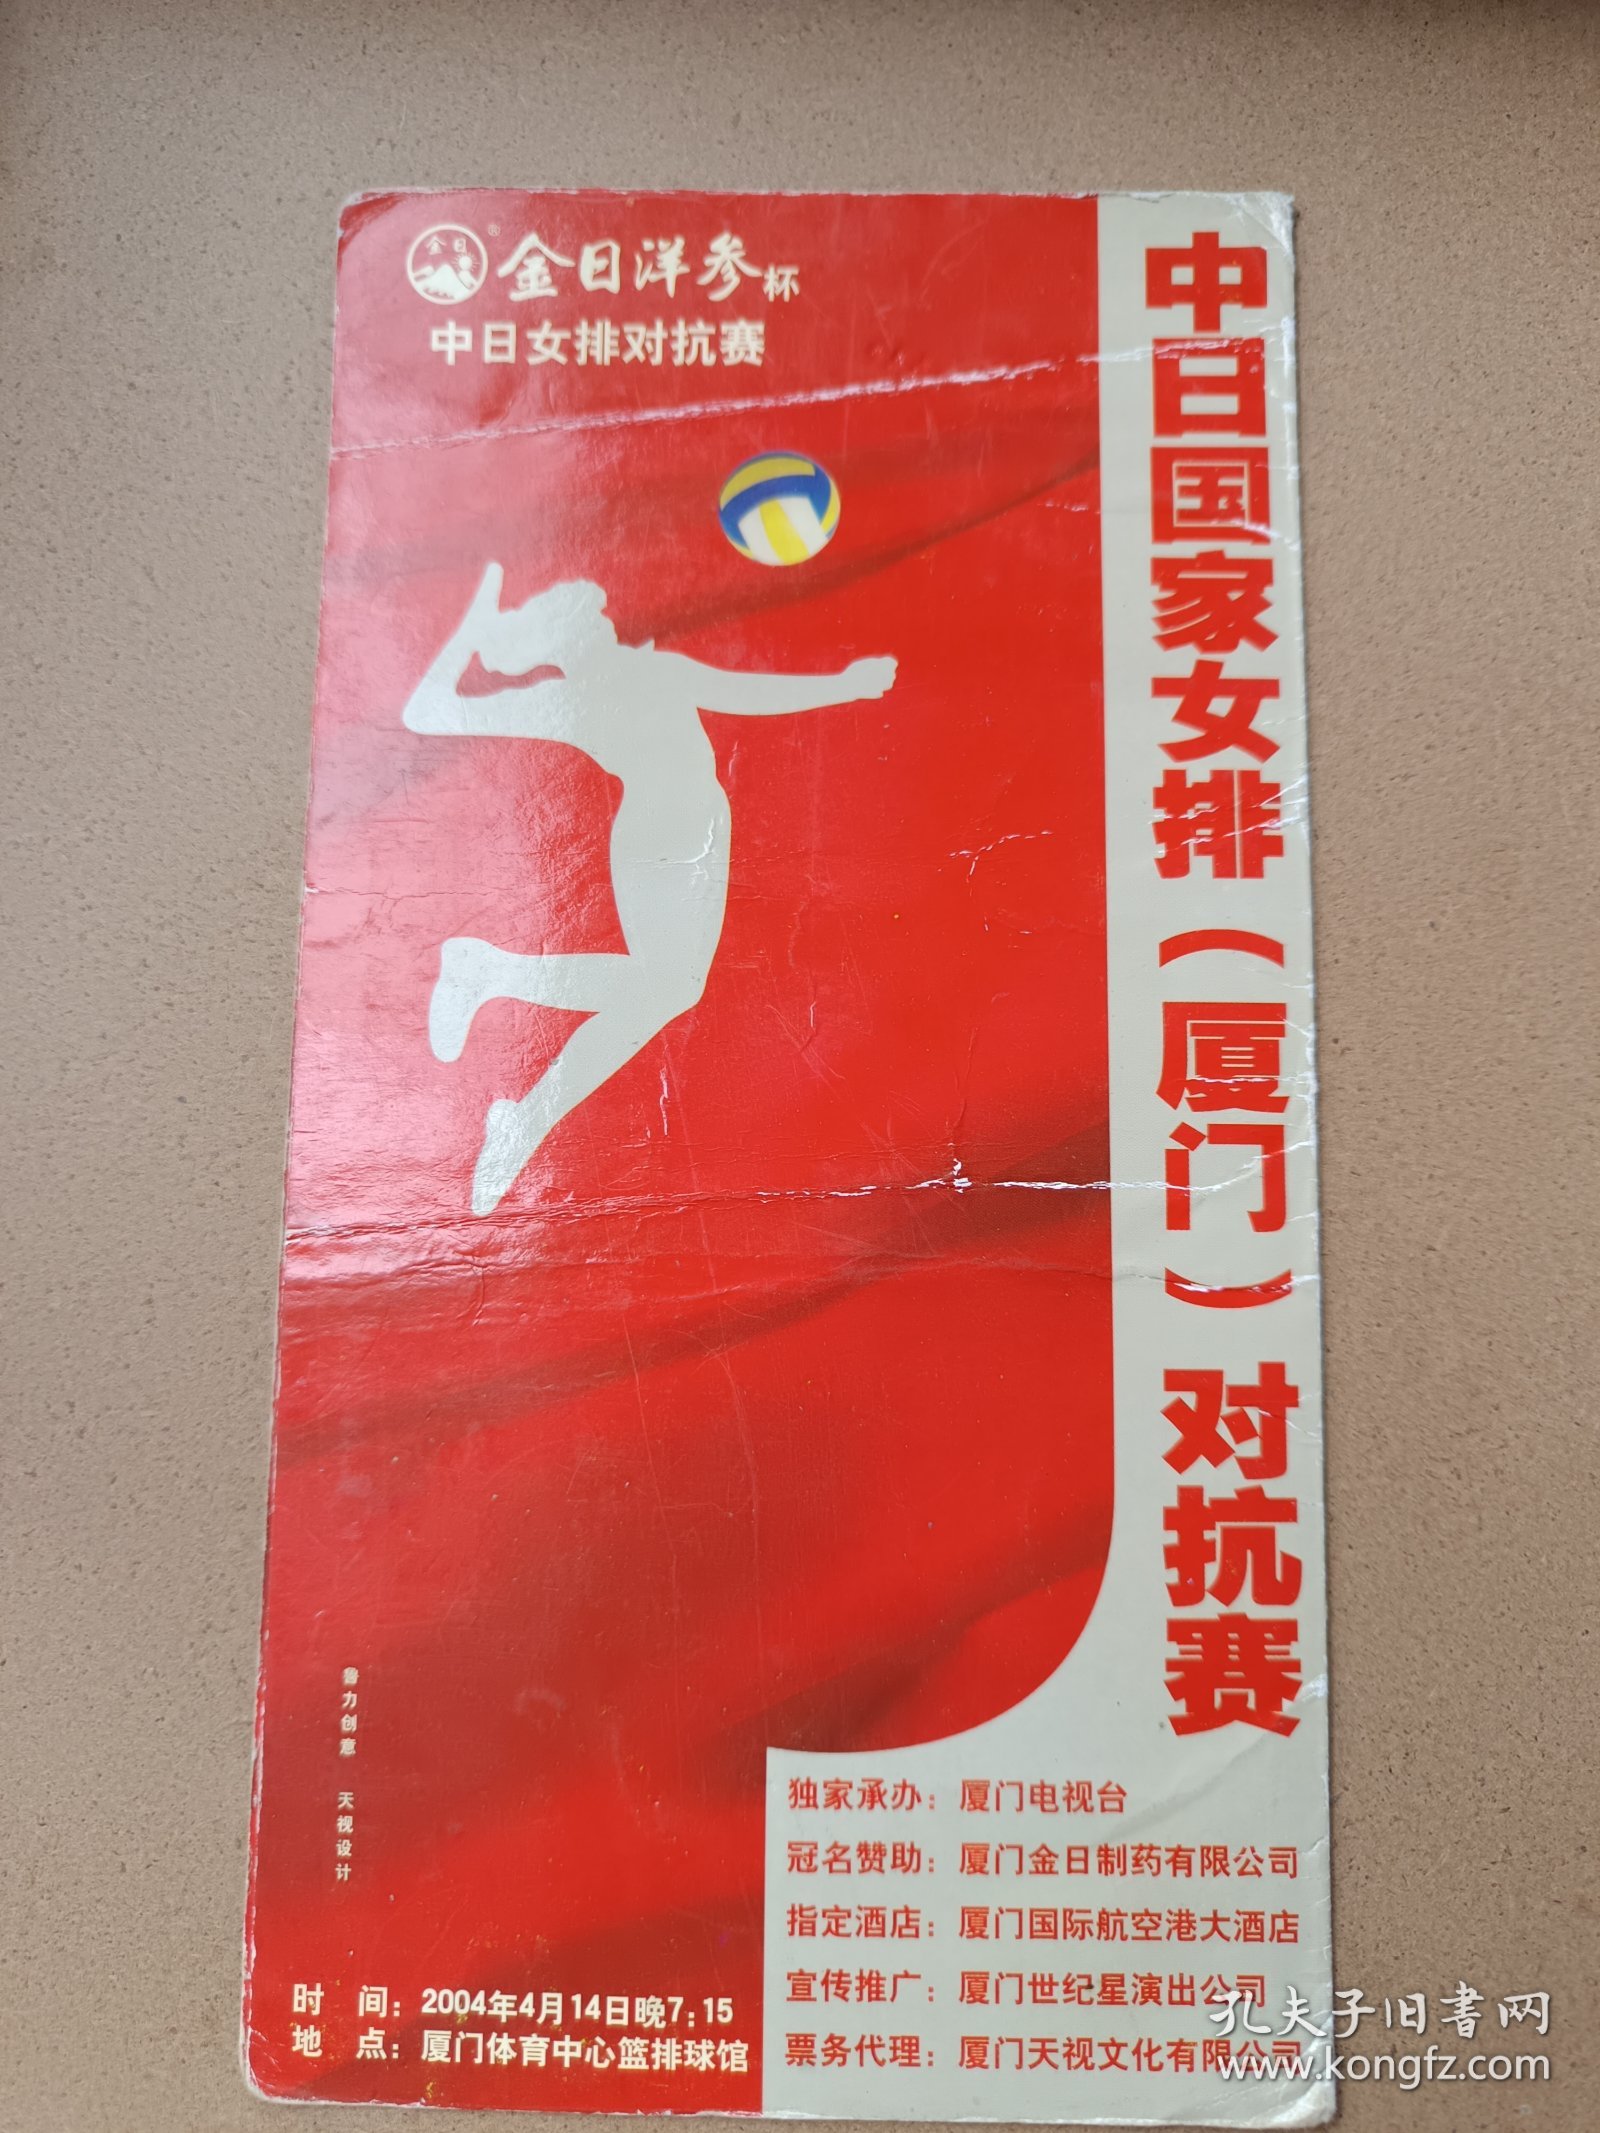 金日
®
金日洋参杯
中日女排对抗赛
中日国家女排（厦门）对抗赛
鲁力创意 天视设计
时 间：2004年4月14日晚7：15
地 点：厦门体育中心篮排球馆
独家承办：厦门电视台
冠名赞助：厦门金日制药有限公司
指定酒店：厦门国际航空港大酒店
宣传推广：厦门世纪星演出公司
票务代理：厦门天视文化有限公司
孔夫子旧书网
www.kongfz.com